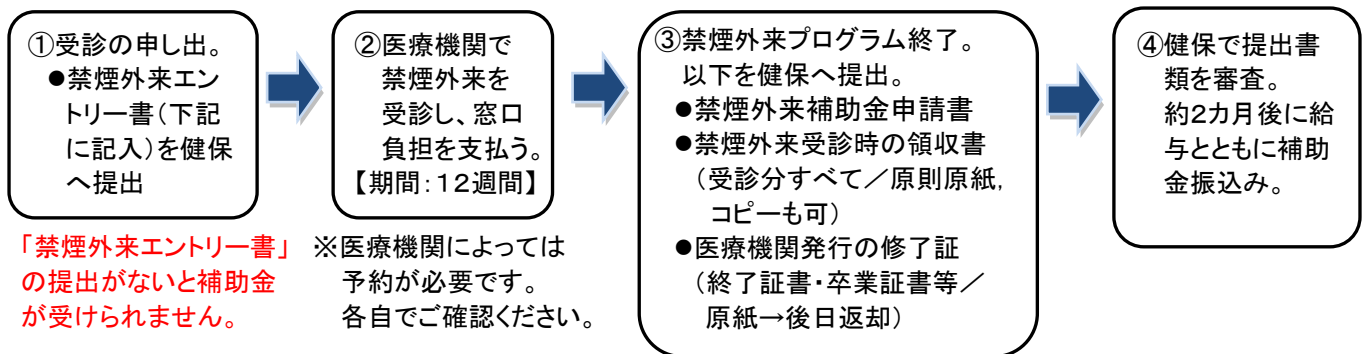 ①受診の申し出。
●禁煙外来エン
トリー書（下記
に記入）を健保
へ提出
「禁煙外来エントリー書」
の提出がないと補助金
が受けられません。
②医療機関で
禁煙外来を
受診し、窓口
負担を支払う。
【期間：１２週間】
※医療機関によっては
予約が必要です。
各自でご確認ください。
③禁煙外来プログラム終了。
以下を健保へ提出。
●禁煙外来補助金申請書
●禁煙外来受診時の領収書
（受診分すべて／原則原紙，
コピーも可）
●医療機関発行の修了証
（終了証書・卒業証書等／
原紙→後日返却）
④健保で提出書
類を審査。
約２カ月後に給
与とともに補助
金振込み。